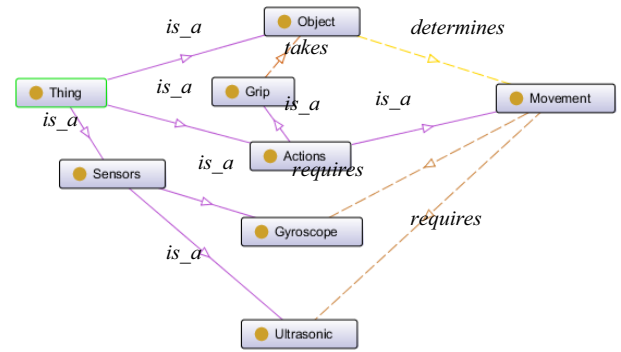 is_a
Object
determines
takes
Thing
is_a
Grip
is_a
is_a
Movement
is_a
Actions
is_a
requires
Sensors
Gyroscope
requires
is_a
Ultrasonic